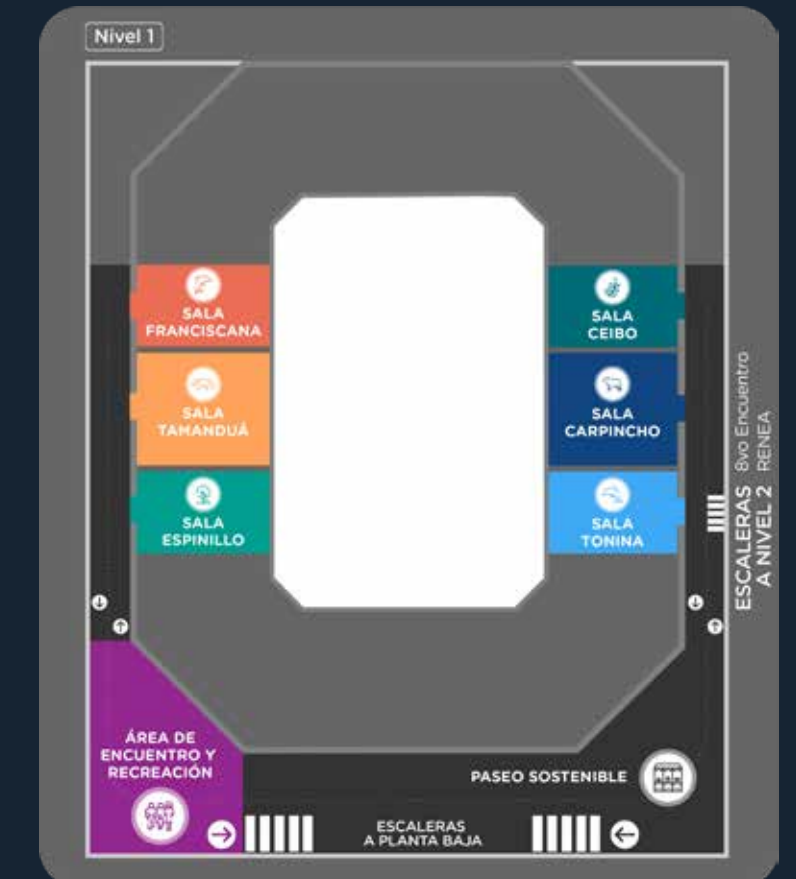 Nivel 1
SALA
FRANCISCANA
SALA
CEIBO
SALA
TAMANDUÁ
SALA
CARPINCHO
SALA
ESPINILLO
SALA
TONINA
ESCALERAS 8vo Encuentro
A NIVEL 2 RENEA
ÁREA DE
ENCUENTRO Y
RECREACIÓN
PASEO SOSTENIBLE
ESCALERAS
A PLANTA BAJA